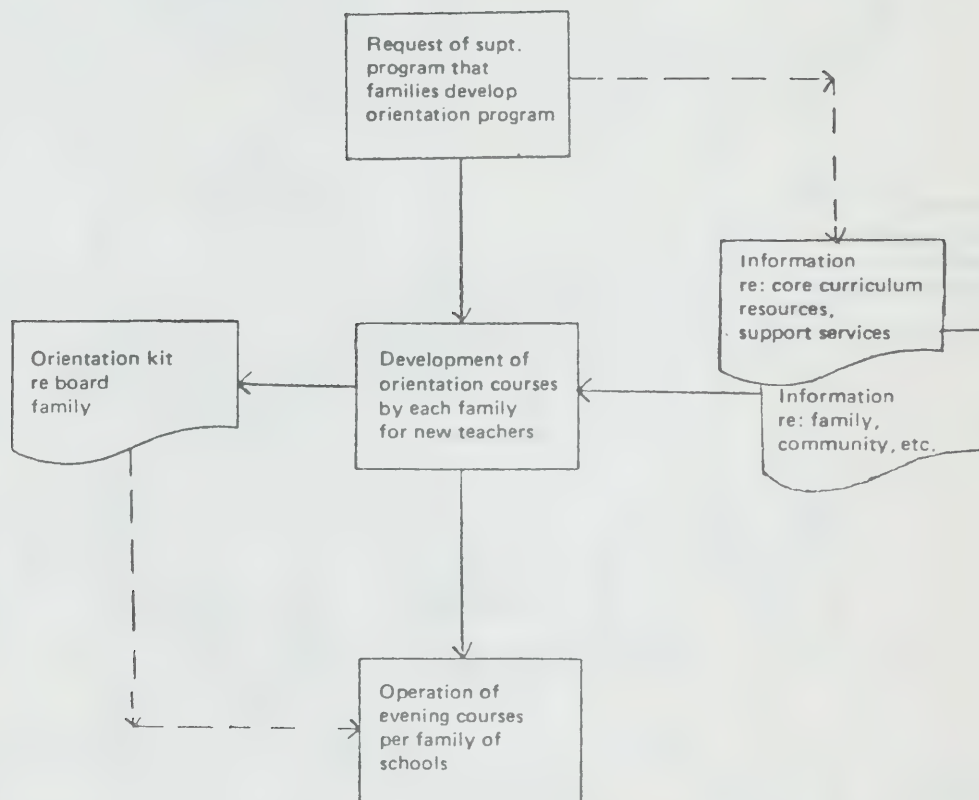 Request of supt.
program that
families develop
orientation program
Information
re: core curriculum
resources,
support services
Orientation kit
re board
family
Development of
orientation courses
by each family
for new teachers
Information
re: family,
community, etc.
Operation of
evening courses
per family of
schools